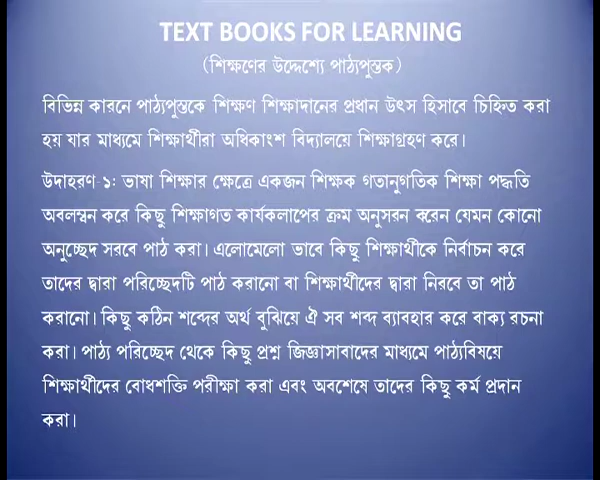 TEXT BOOKS FOR LEARNING
(শিক্ষণের উদ্দেশ্যে পাঠ্যপুস্তক)
বিভিন্ন কারনে পাঠ্যপুস্তকে শিক্ষণ শিক্ষাদানের প্রধান উৎস হিসাবে চিহ্নিত করা
হয় যার মাধ্যমে শিক্ষার্থীরা অধিকাংশ বিদ্যালয়ে শিক্ষাগ্রহণ করে।
উদাহরণ-১: ভাষা শিক্ষার ক্ষেত্রে একজন শিক্ষক গতানুগতিক শিক্ষা পদ্ধতি
অবলম্বন করে কিছু শিক্ষাগত কার্যকলাপের ক্রম অনুসরন করেন যেমন কোনো
অনুচ্ছেদ সরবে পাঠ করা। এলোমেলো ভাবে কিছু শিক্ষার্থীকে নির্বাচন করে
তাদের দ্বারা পরিচ্ছেদটি পাঠ করানো বা শিক্ষার্থীদের দ্বারা নিরবে তা পাঠ
করানো। কিছু কঠিন শব্দের অর্থ বুঝিয়ে ঐ সব শব্দ ব্যাবহার করে বাক্য রচনা
করা। পাঠ্য পরিচ্ছেদ থেকে কিছু প্রশ্ন জিজ্ঞাসাবাদের মাধ্যমে পাঠ্যবিষয়ে
শিক্ষার্থীদের বোধশক্তি পরীক্ষা করা এবং অবশেষে তাদের কিছু কর্ম প্রদান
করা।